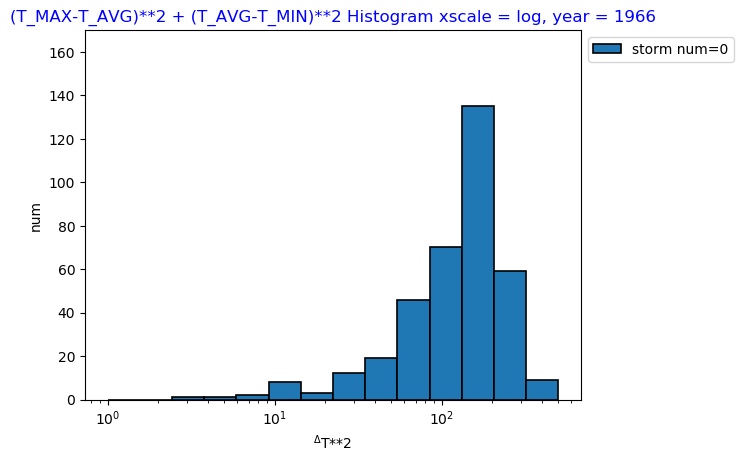 (T_MAX-T_AVG)**2 + (T_AVG-T_MIN)**2 Histogram xscale = log, year = 1966
storm num=0
160
140
120
100
80
60
40
20
0
num
10⁰ 10¹ 10²
ΔT**2